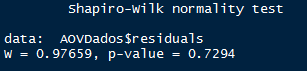 Shapiro-Wilk normality test
data: AOVDados$residuals
W = 0.97659, p-value = 0.7294